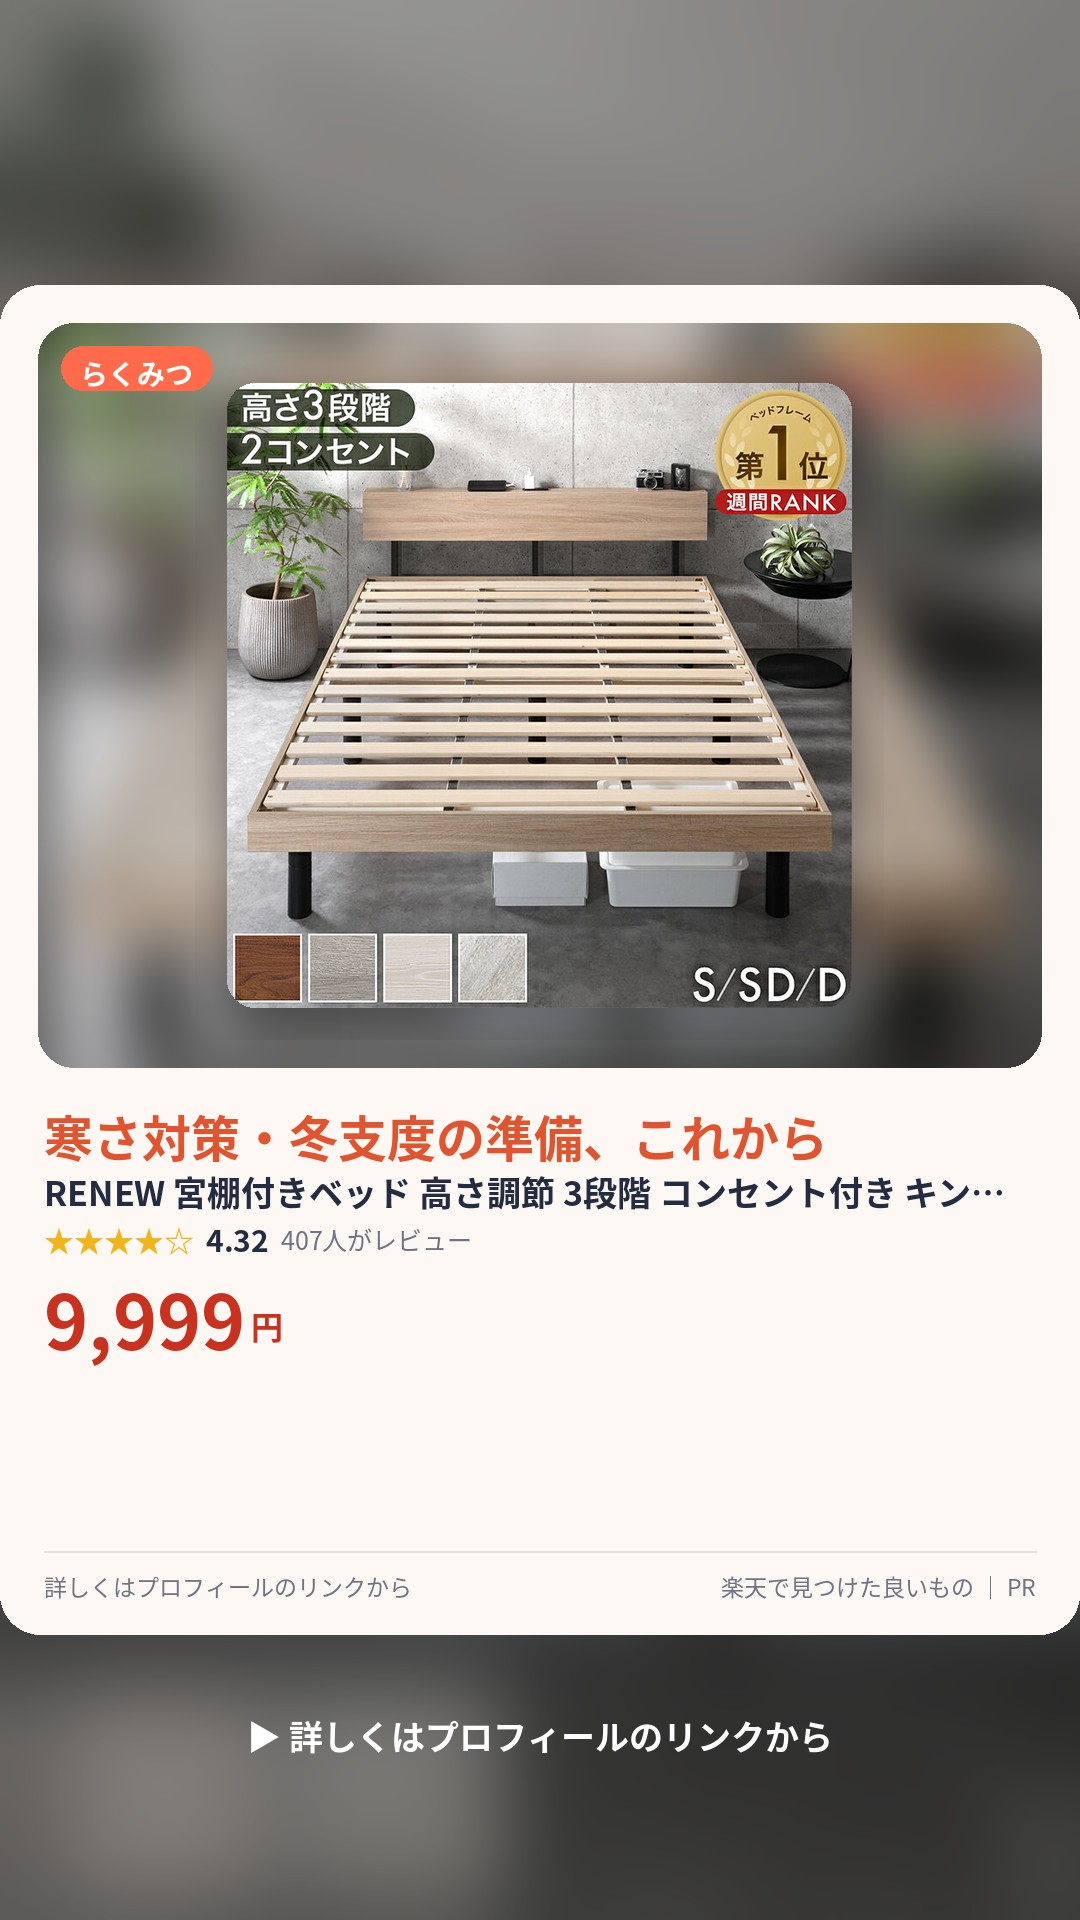 らくみつ
高さ3段階
2コンセント
ベッドフレーム
第1位
週間RANK
S/SD/D
寒さ対策・冬支度の準備、これから
RENEW 宮棚付きベッド 高さ調節 3段階 コンセント付き キン…
★★★★☆ 4.32 407人がレビュー
9,999円
詳しくはプロフィールのリンクから
楽天で見つけた良いもの｜PR
▶ 詳しくはプロフィールのリンクから